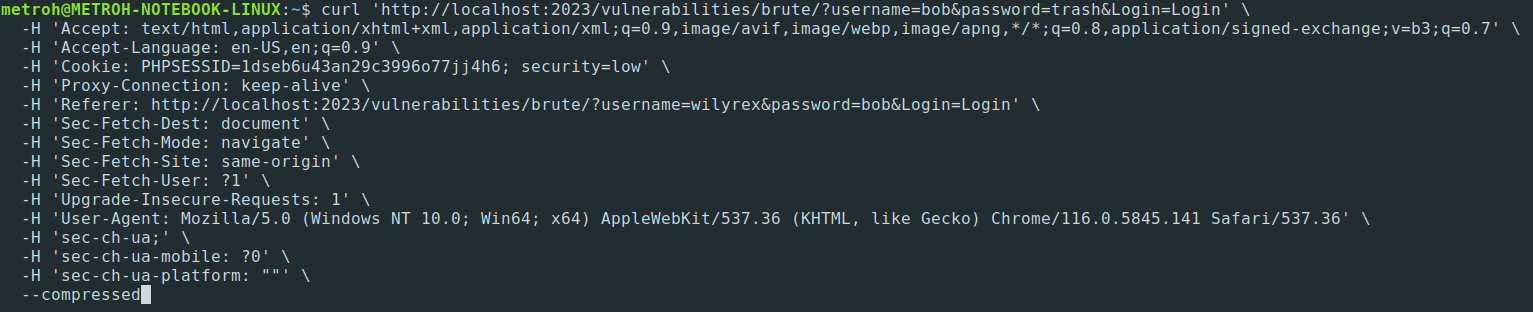 metroh@METROH-NOTEBOOK-LINUX:~$ curl 'http://localhost:2023/vulnerabilities/brute/?username=bob&password=trash&Login=Login' \
-H 'Accept: text/html,application/xhtml+xml,application/xml;q=0.9,image/avif,image/webp,image/apng,*/*;q=0.8,application/signed-exchange;v=b3;q=0.7' \
-H 'Accept-Language: en-US,en;q=0.9' \
-H 'Cookie: PHPSESSID=1dseb6u43an29c3996o77jj4h6; security=low' \
-H 'Proxy-Connection: keep-alive' \
-H 'Referer: http://localhost:2023/vulnerabilities/brute/?username=wilyrex&password=bob&Login=Login' \
-H 'Sec-Fetch-Dest: document' \
-H 'Sec-Fetch-Mode: navigate' \
-H 'Sec-Fetch-Site: same-origin' \
-H 'Sec-Fetch-User: ?1' \
-H 'Upgrade-Insecure-Requests: 1' \
-H 'User-Agent: Mozilla/5.0 (Windows NT 10.0; Win64; x64) AppleWebKit/537.36 (KHTML, like Gecko) Chrome/116.0.5845.141 Safari/537.36' \
-H 'sec-ch-ua;' \
-H 'sec-ch-ua-mobile: ?0' \
-H 'sec-ch-ua-platform: ""' \
--compressed